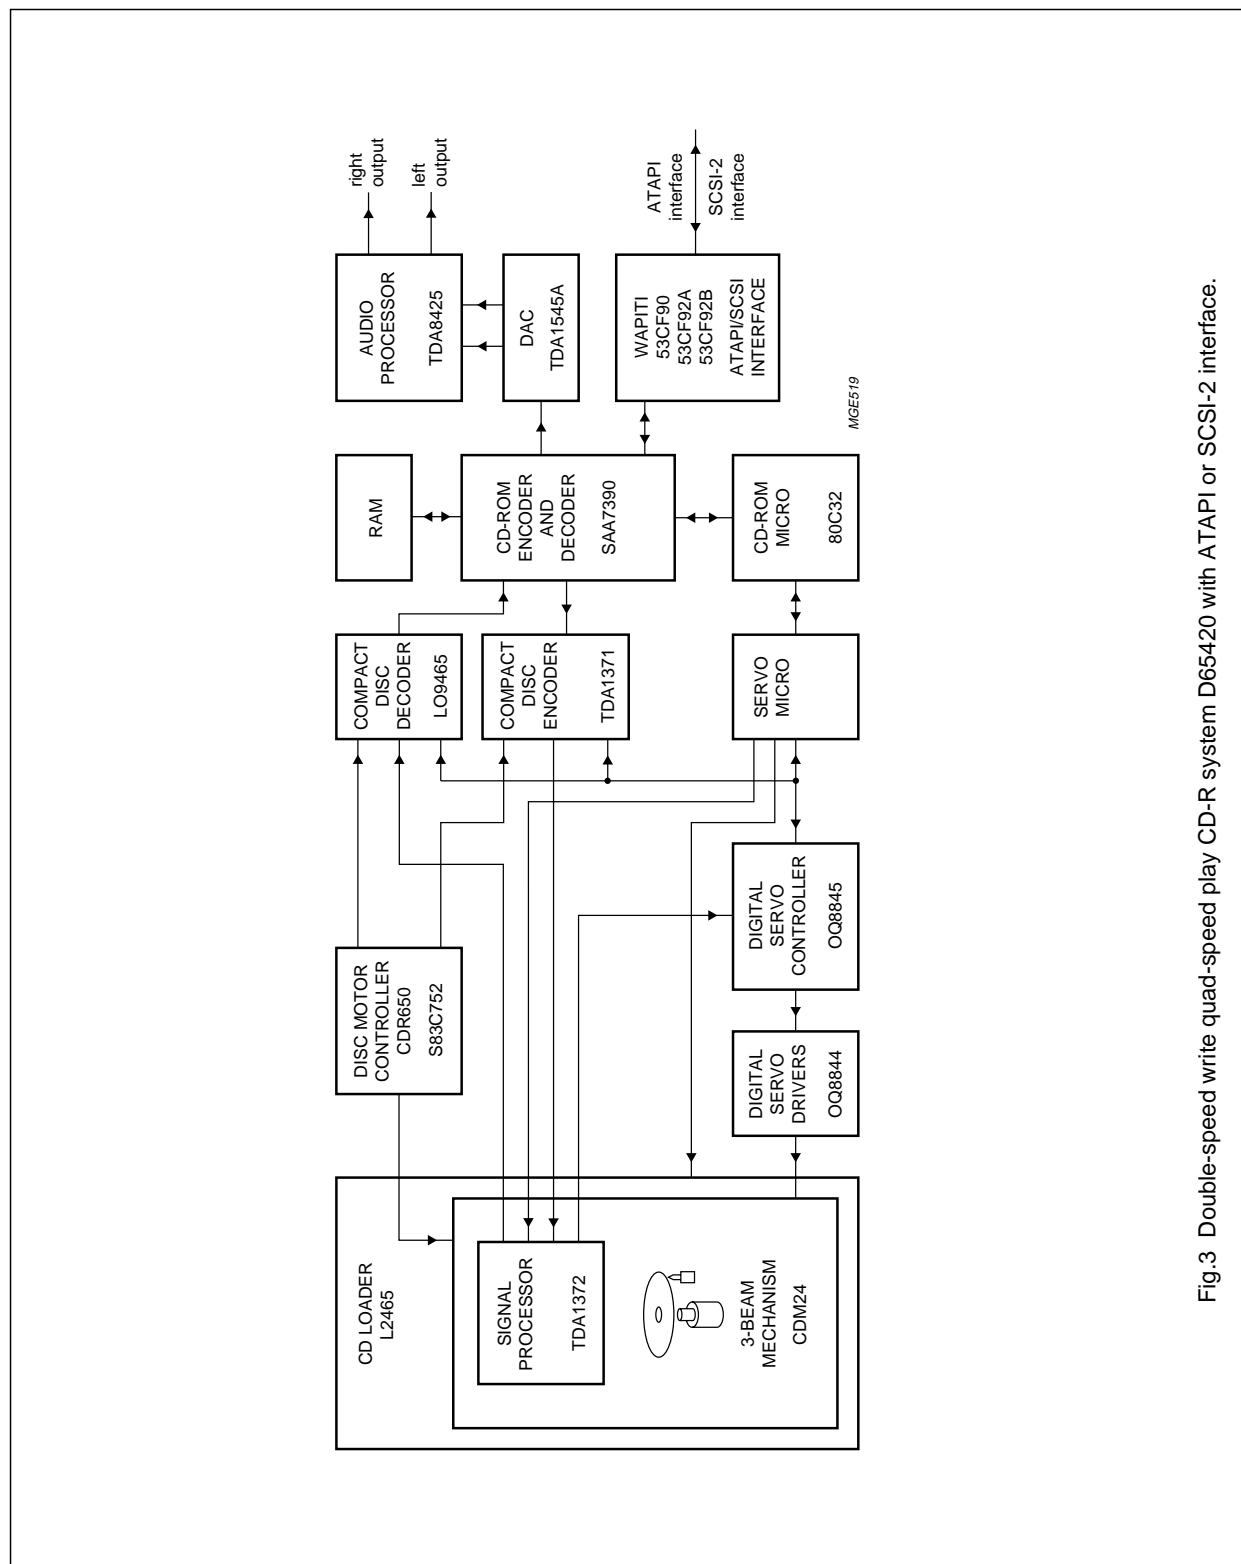 CD LOADER
L2465
SIGNAL
PROCESSOR
TDA1372
3-BEAM
MECHANISM
CDM24
DISC MOTOR
CONTROLLER
CDR650
S83C752
DIGITAL
SERVO
DRIVERS
OQ8844
DIGITAL
SERVO
CONTROLLER
OQ8845
COMPACT
DISC
DECODER
LO9465
COMPACT
DISC
ENCODER
TDA1371
SERVO
MICRO
RAM
CD-ROM
ENCODER
AND
DECODER
SAA7390
CD-ROM
MICRO
80C32
AUDIO
PROCESSOR
TDA8425
DAC
TDA1545A
WAPITI
53CF90
53CF92A
53CF92B
ATAPI/SCSI
INTERFACE
right
output
left
output
ATAPI
interface
SCSI-2
interface
MGE519
Fig.3 Double-speed write quad-speed play CD-R system D65420 with ATAPI or SCSI-2 interface.